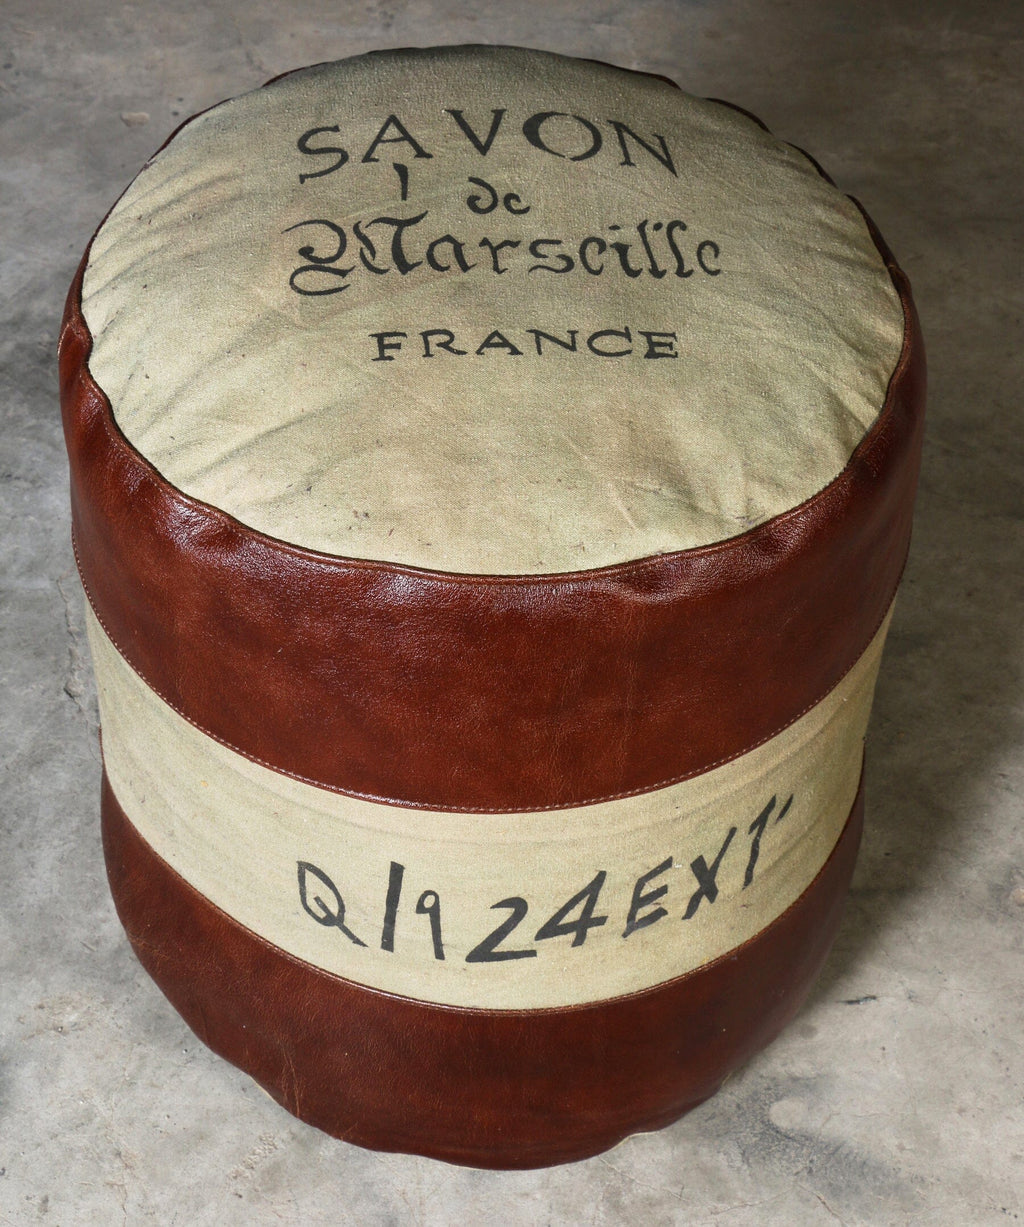 SAVON
de
Marseille
FRANCE
Q1924EXT'